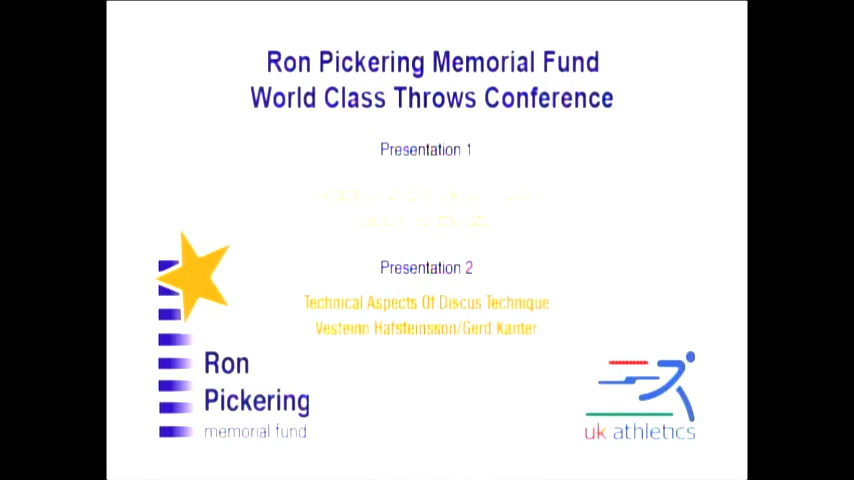 Ron Pickering Memorial Fund
World Class Throws Conference
Presentation 1
Presentation 2
Technical Aspects Of Discus Technique
Vesteinn Hafsteinsson/Gerd Kanter
Ron
Pickering
memorial fund
uk athletics